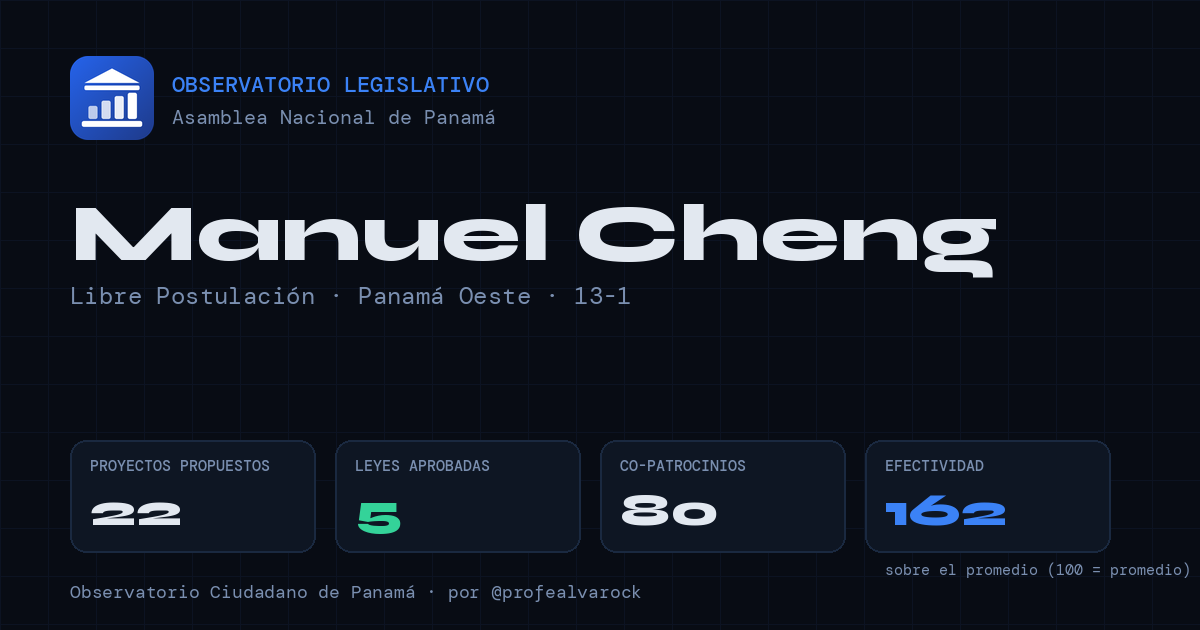 OBSERVATORIO LEGISLATIVO
Asamblea Nacional de Panamá
Manuel Cheng
Libre Postulación · Panamá Oeste · 13-1
PROYECTOS PROPUESTOS
22
LEYES APROBADAS
5
CO-PATROCINIOS
80
EFECTIVIDAD
162
sobre el promedio (100 = promedio)
Observatorio Ciudadano de Panamá · por @profealvarock